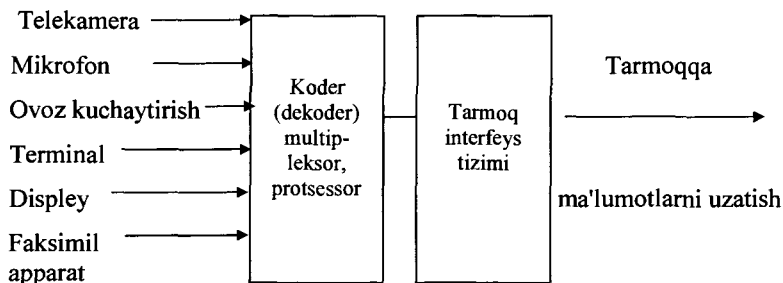 Telekamera
Mikrofon
Ovoz kuchaytirish
Terminal
Displey
Faksimil
apparat
Koder
(dekoder)
multip-
leksor,
protsessor
Tarmoq
interfeys
tizimi
Tarmoqqa
ma'lumotlarni uzatish